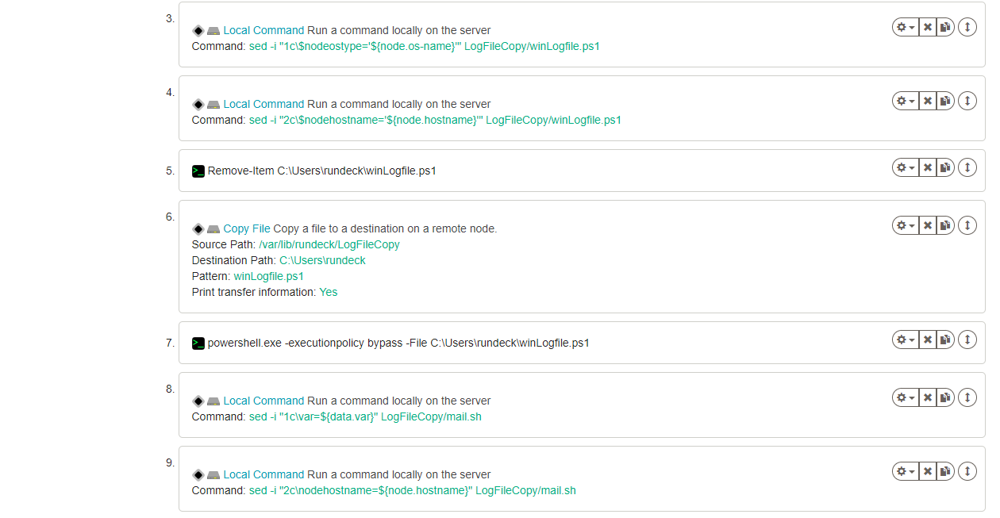 3.
Local Command Run a command locally on the server
Command: sed -i "1c\$nodeostype='${node.os-name}'" LogFileCopy/winLogfile.ps1
4.
Local Command Run a command locally on the server
Command: sed -i "2c\$nodehostname='${node.hostname}'" LogFileCopy/winLogfile.ps1
5.
>_ Remove-Item C:\Users\rundeck\winLogfile.ps1
6.
Copy File Copy a file to a destination on a remote node.
Source Path: /var/lib/rundeck/LogFileCopy
Destination Path: C:\Users\rundeck
Pattern: winLogfile.ps1
Print transfer information: Yes
7.
>_ powershell.exe -executionpolicy bypass -File C:\Users\rundeck\winLogfile.ps1
8.
Local Command Run a command locally on the server
Command: sed -i "1c\var=${data.var}" LogFileCopy/mail.sh
9.
Local Command Run a command locally on the server
Command: sed -i "2c\nodehostname=${node.hostname}" LogFileCopy/mail.sh